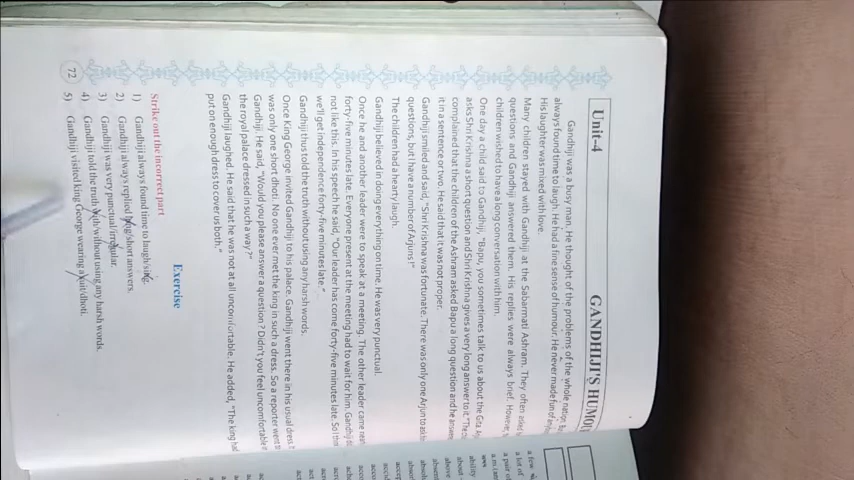 Unit-4
GANDHIJI'S HUMO
Gandhiji was a busy man. He thought of the problems of the whole nation.
always found time to laugh. He had a fine sense of humour. He never made fun of
His laughter was mixed with love.
Many children stayed with Gandhiji at the Sabarmati Ashram. They often asked
questions and Gandhiji answered them. His replies were always brief. However,
children wished to have a long conversation with him.
One day a child said to Gandhiji, "Bapu, you sometimes talk to us about the Gita.
asks Shri Krishna a short question and Shri Krishna gives a very long answer to it."
complained that the children of the Ashram asked Bapu a long question and he
it in a sentence or two. He said that it was not proper.
Gandhiji smiled and said, "Shri Krishna was fortunate. There was only one Arjun to ask
questions, but I have a number of Arjuns!"
The children had a hearty laugh.
Gandhiji believed in doing everything on time. He was very punctual.
Once he and another leader were to speak at a meeting. The other leader came
forty-five minutes late. Everyone present at the meeting had to wait for him. Gandhiji
not like this. In his speech he said, "Our leader has come forty-five minutes late. So
we'll get independence forty-five minutes late."
Gandhiji thus told the truth without using any harsh words.
Once King George invited Gandhiji to his palace. Gandhiji went there in his usual dress.
was only one short dhoti. No one ever met the king in such a dress. So a reporter went
Gandhiji. He said, "Would you please answer a question? Didn't you feel uncomfortable
the royal palace dressed in such a way?"
Gandhiji laughed. He said that he was not at all uncomfortable. He added, "The king had
put on enough dress to cover us both."
Exercise
Strike out the incorrect part
1) Gandhiji always found time to laugh/sing.
2) Gandhiji always replied long/short answers.
3) Gandhiji was very punctual/irregular.
4) Gandhiji told the truth with/without using any harsh words.
5) Gandhiji visited king George wearing a suit/dhoti.
72
a few
a lot of
a pair of
a.m.
ability
about
above
absent